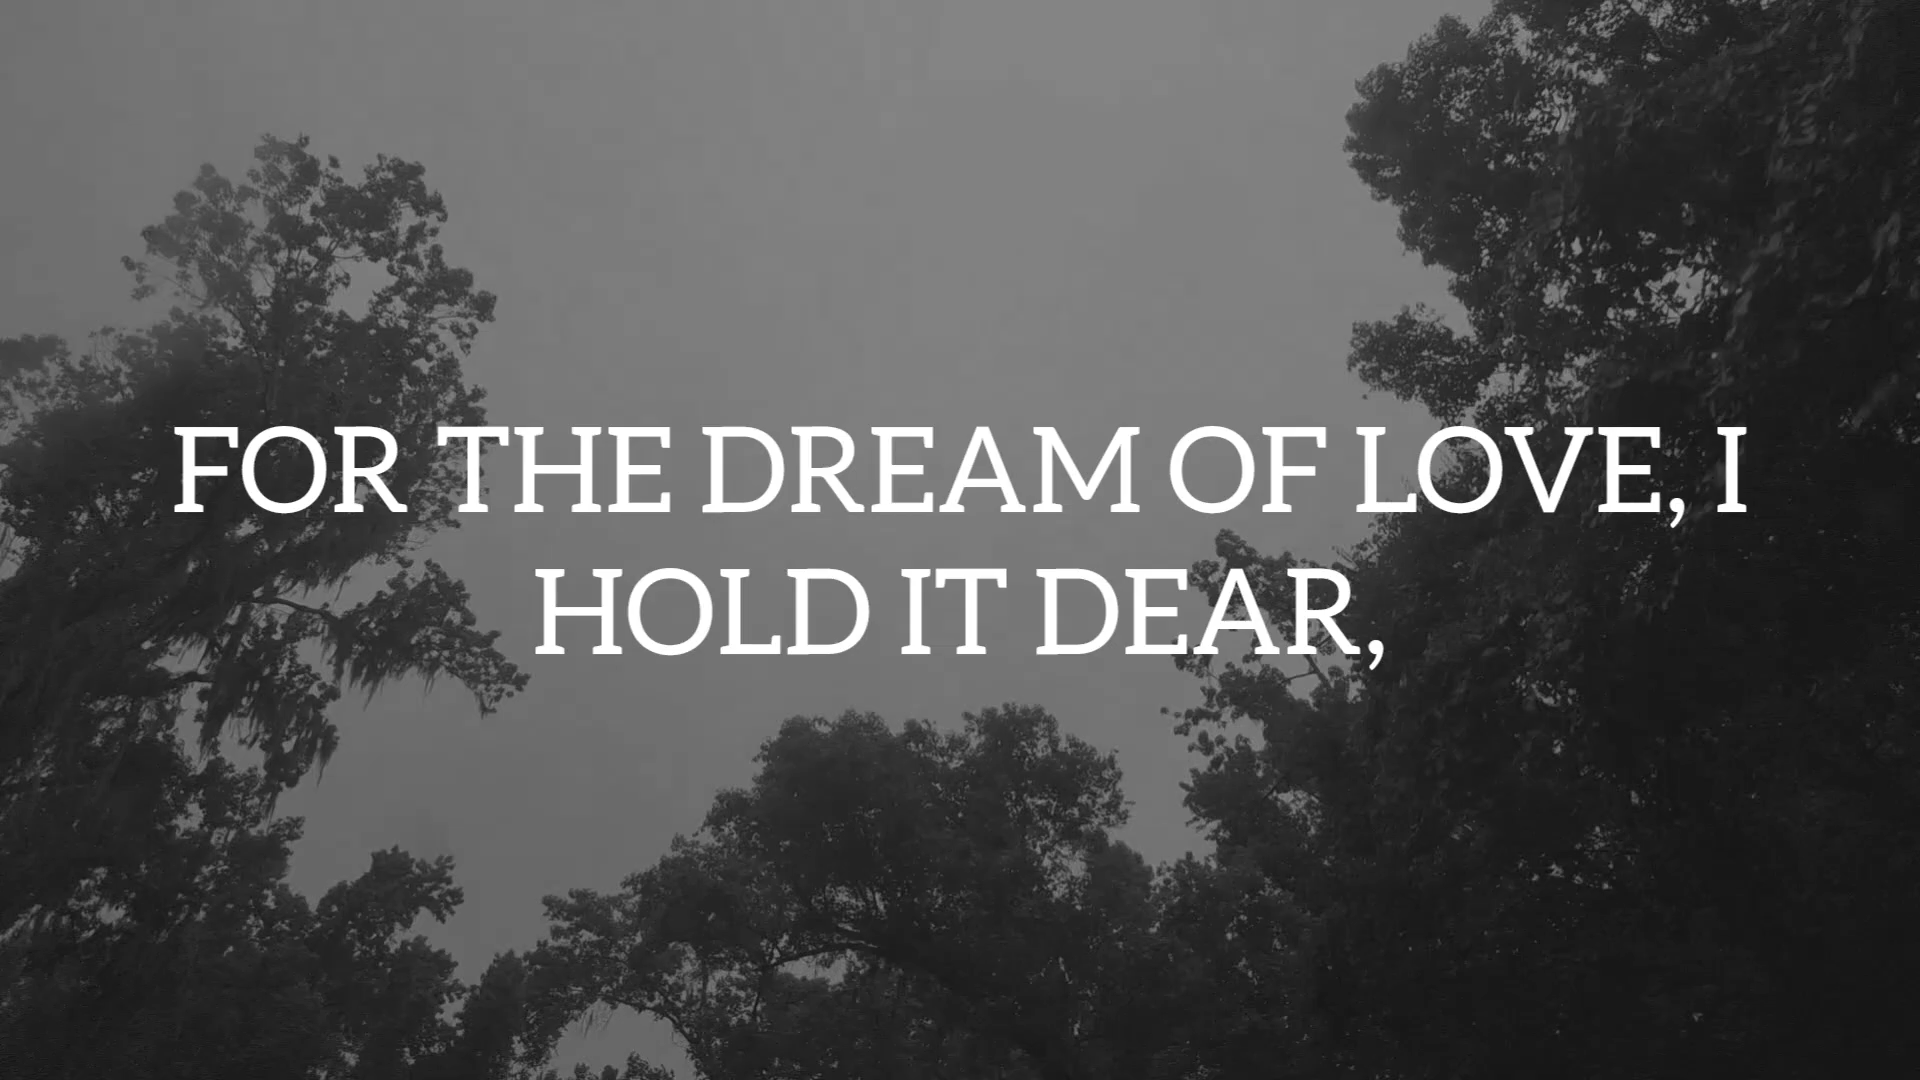 FOR THE DREAM OF LOVE, I
HOLD IT DEAR,